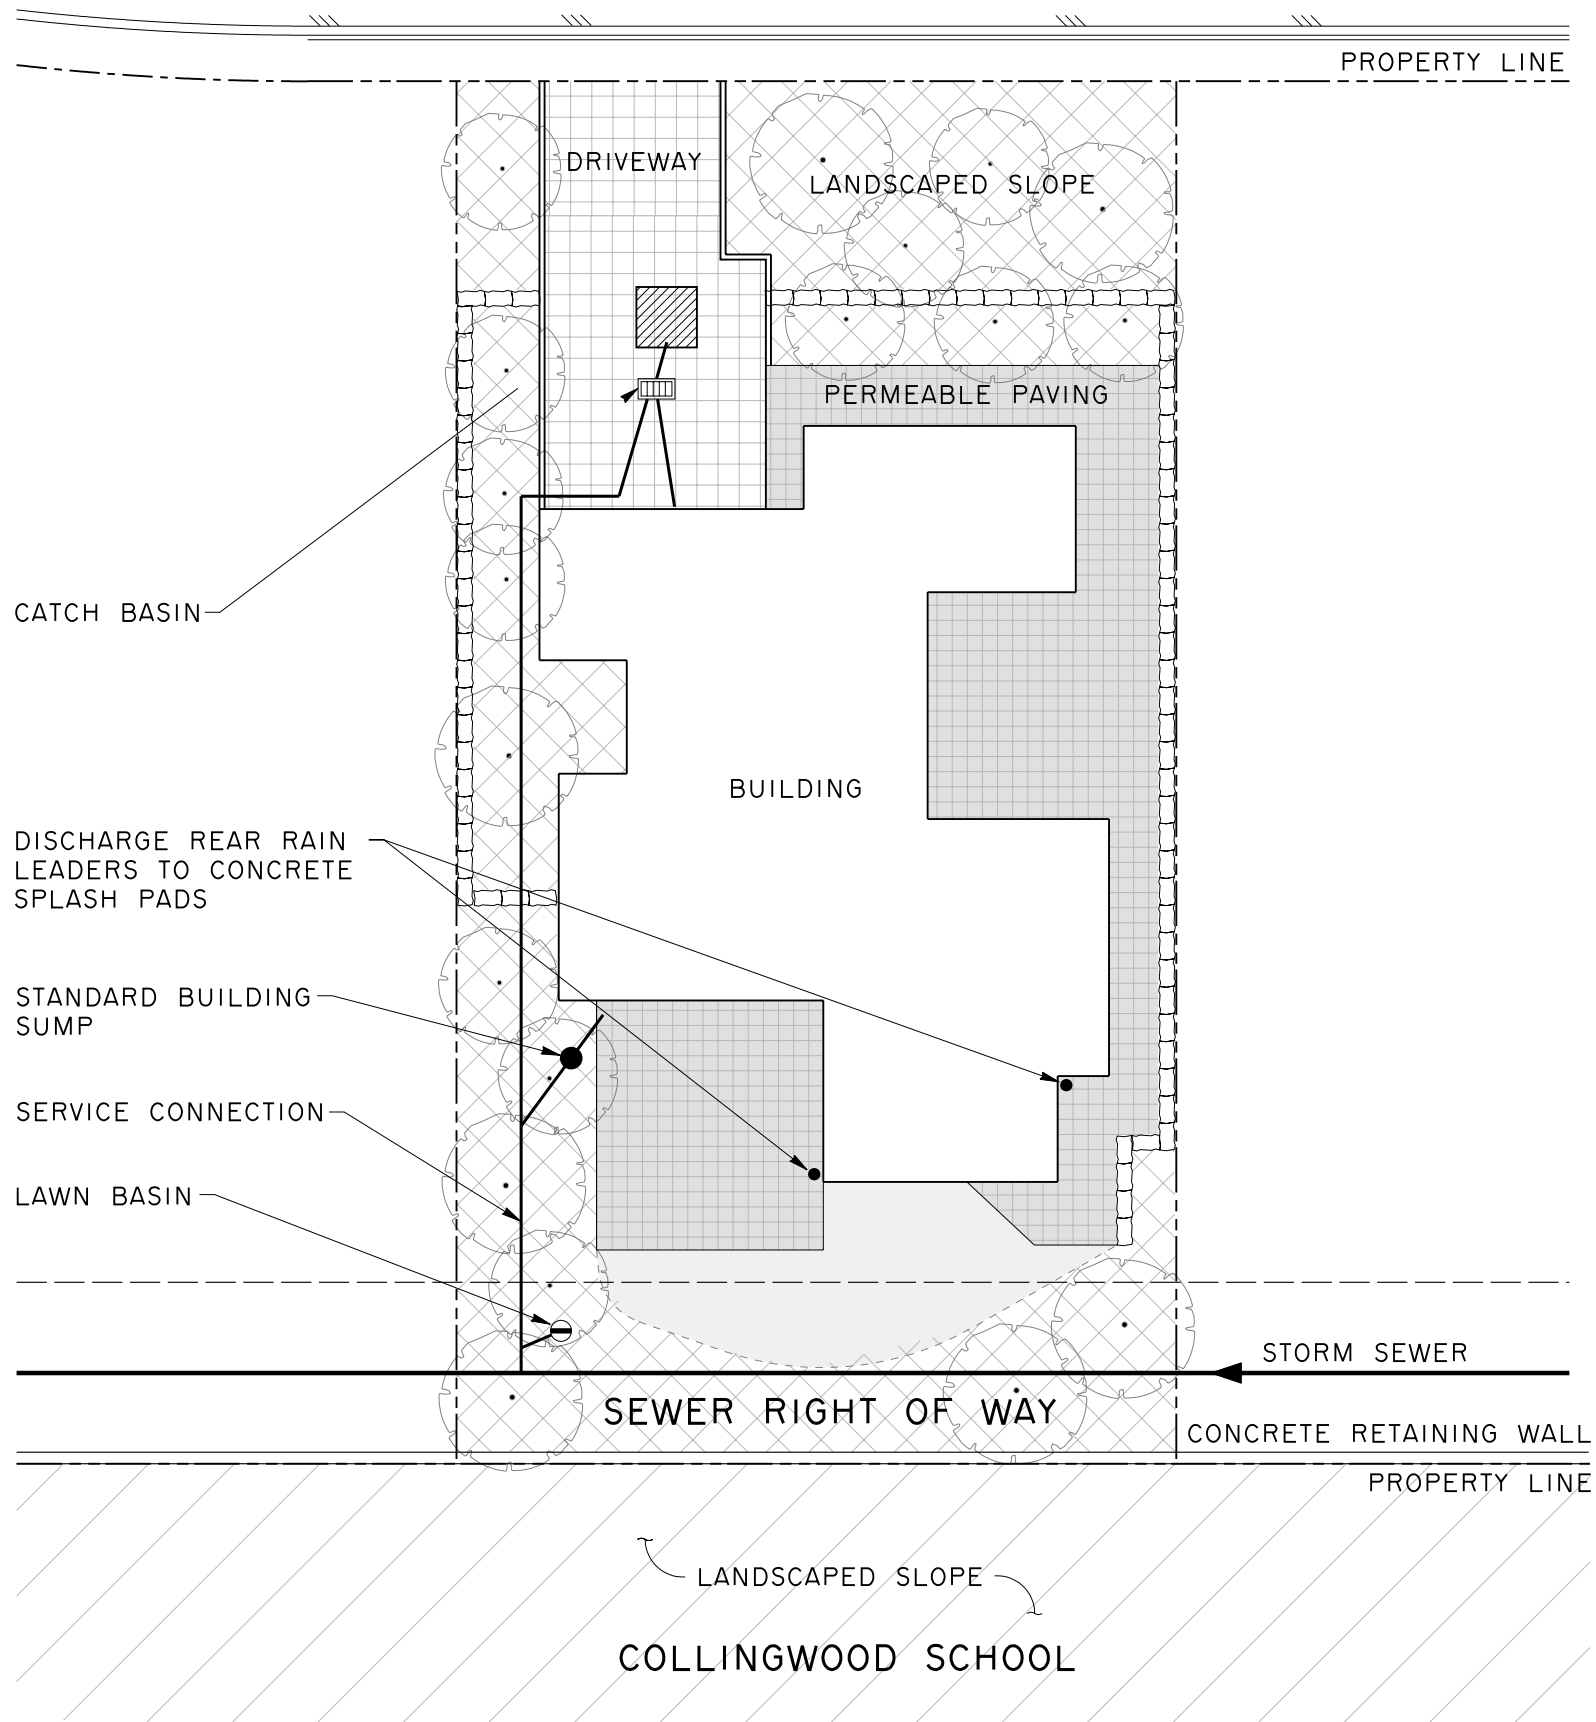 PROPERTY LINE
DRIVEWAY
LANDSCAPED SLOPE
PERMEABLE PAVING
CATCH BASIN
BUILDING
DISCHARGE REAR RAIN
LEADERS TO CONCRETE
SPLASH PADS
STANDARD BUILDING
SUMP
SERVICE CONNECTION
LAWN BASIN
STORM SEWER
SEWER RIGHT OF WAY
CONCRETE RETAINING WALL
PROPERTY LINE
LANDSCAPED SLOPE
COLLINGWOOD SCHOOL